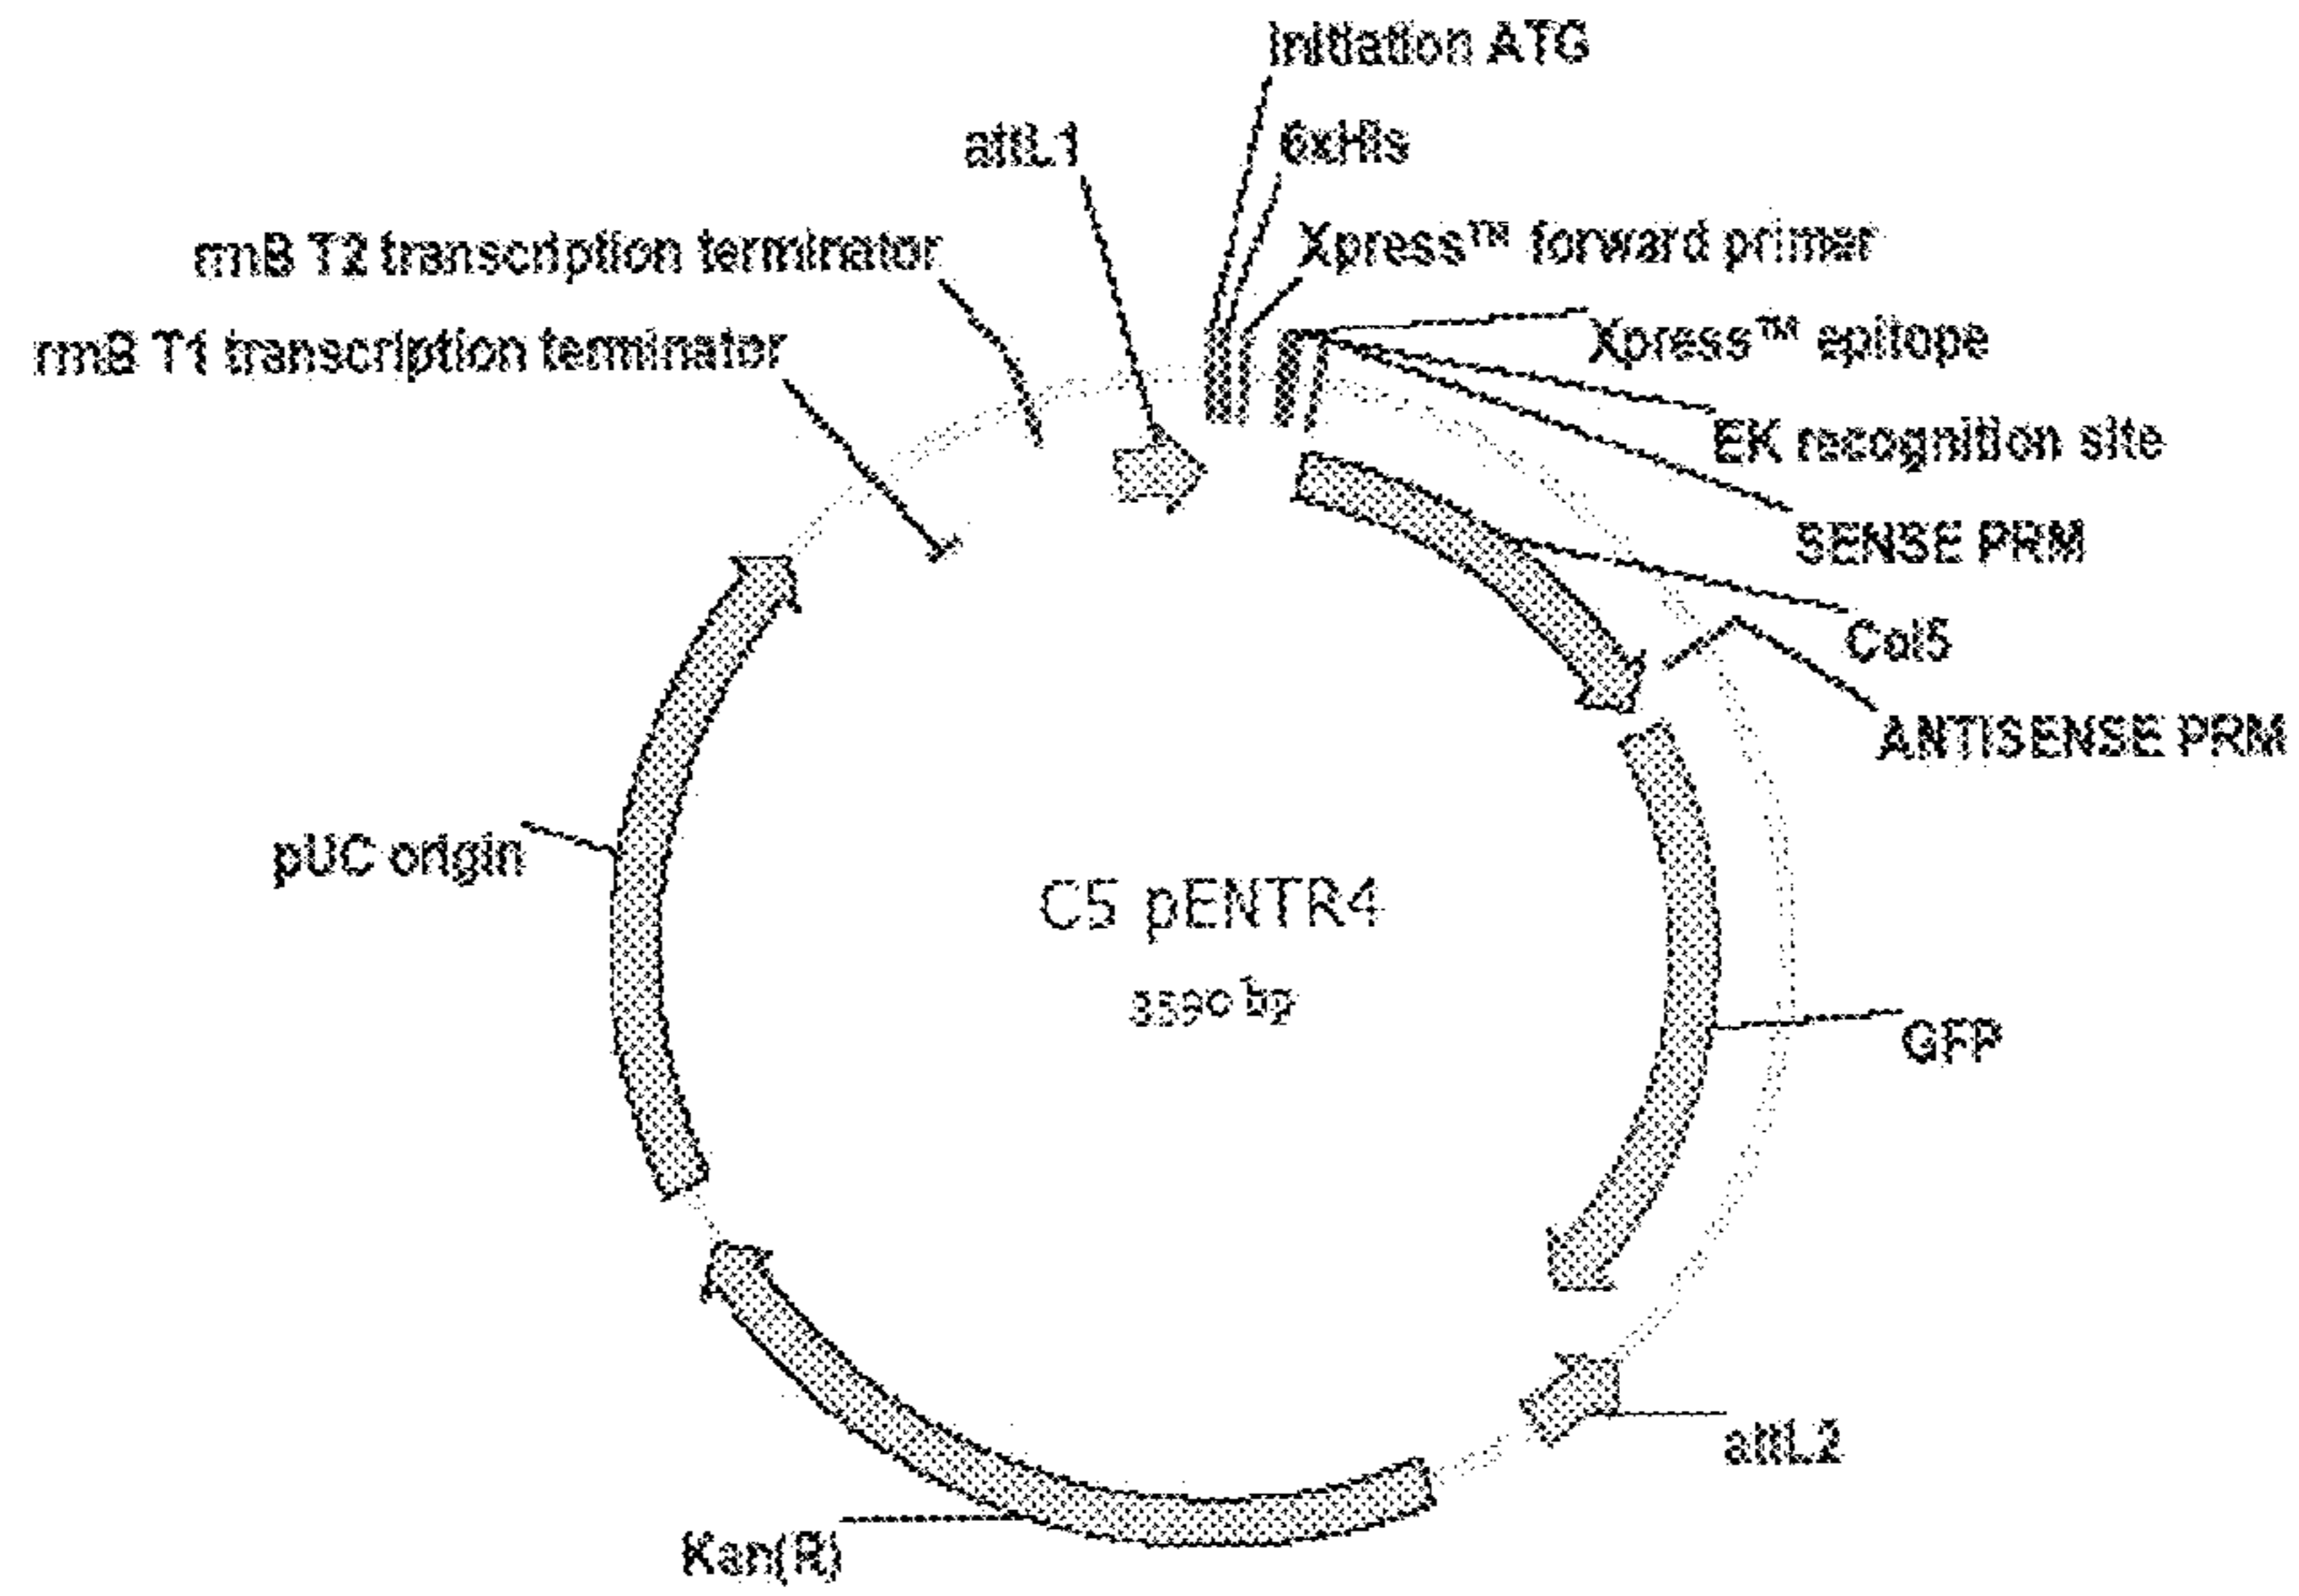 Initiation ATG
attL1
6xHis
rrnB T2 transcription terminator
Xpress™ forward primer
rrnB T1 transcription terminator
Xpress™ epitope
EK recognition site
SENSE PRM
Col5
ANTISENSE PRM
pUC origin
C5 pENTR4
3590 bp
GFP
attL2
Kan(R)